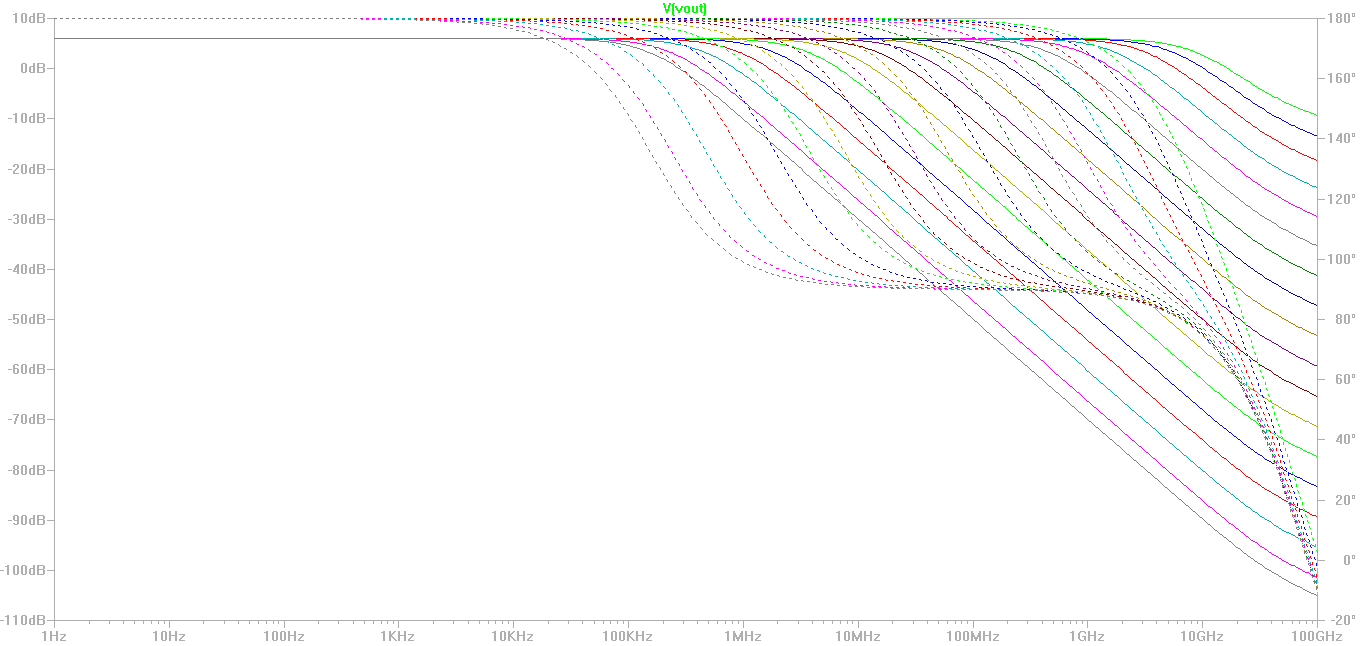 V(vout)
10dB
180°
0dB
160°
-10dB
140°
-20dB
120°
-30dB
100°
-40dB
80°
-50dB
60°
-60dB
40°
-70dB
20°
-80dB
0°
-90dB
-20°
-100dB
-110dB
1Hz
10Hz
100Hz
1KHz
10KHz
100KHz
1MHz
10MHz
100MHz
1GHz
10GHz
100GHz